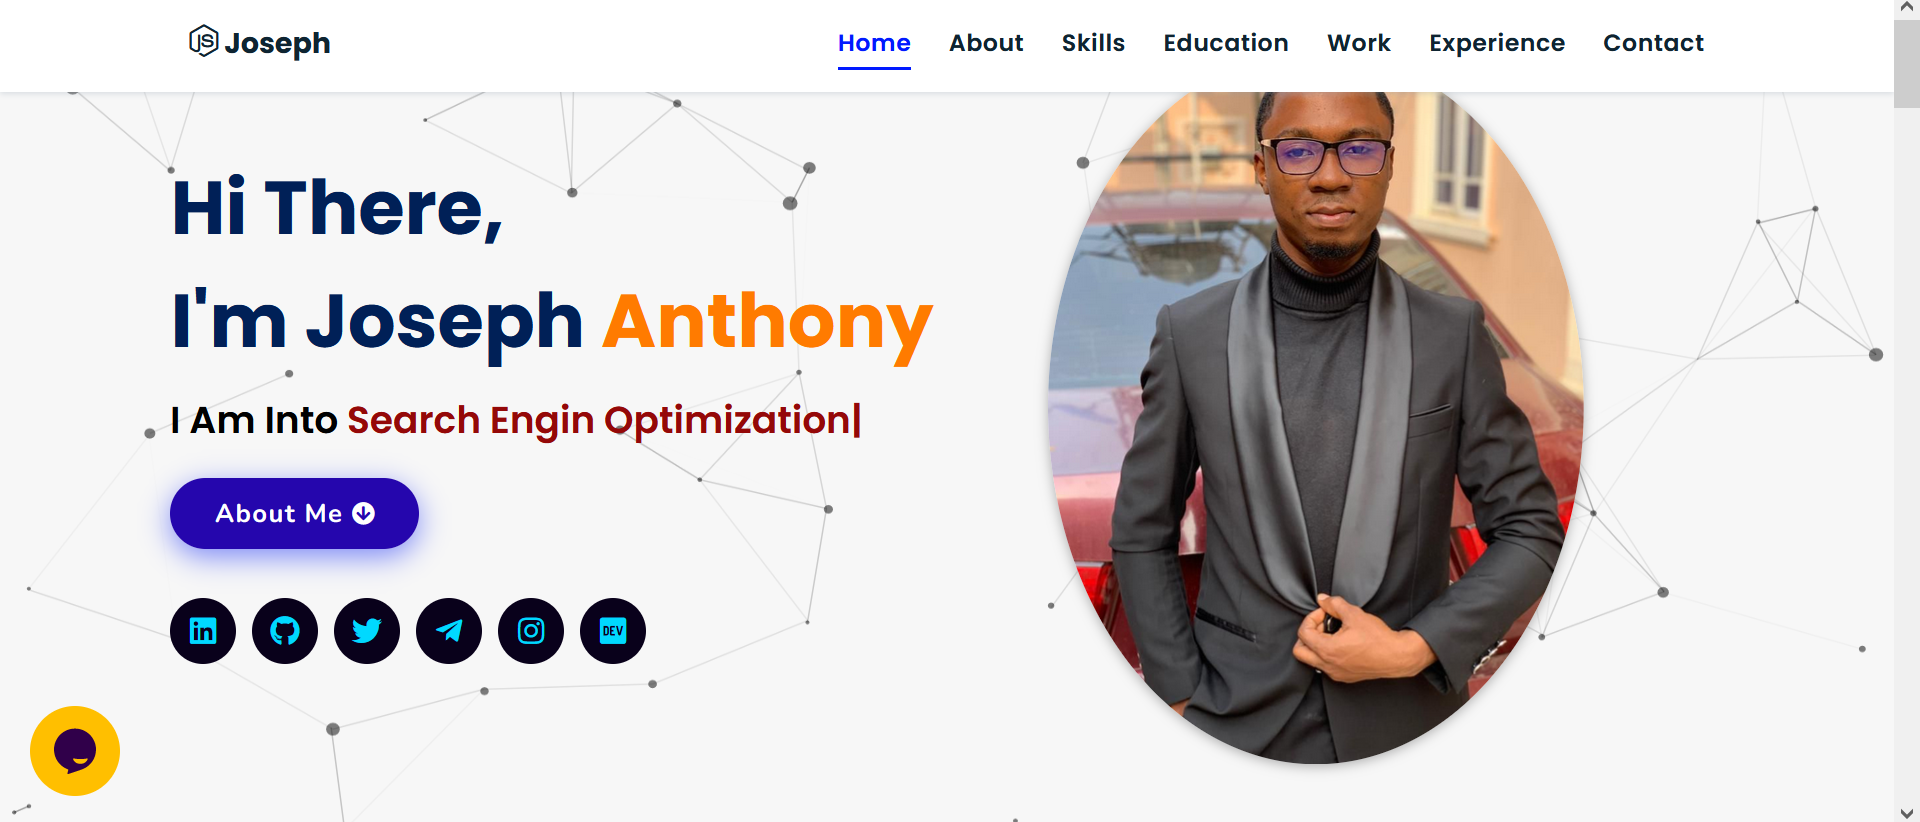 JS Joseph
Home About Skills Education Work Experience Contact
Hi There,
I'm Joseph Anthony
I Am Into Search Engin Optimization|
About Me
in
DEV